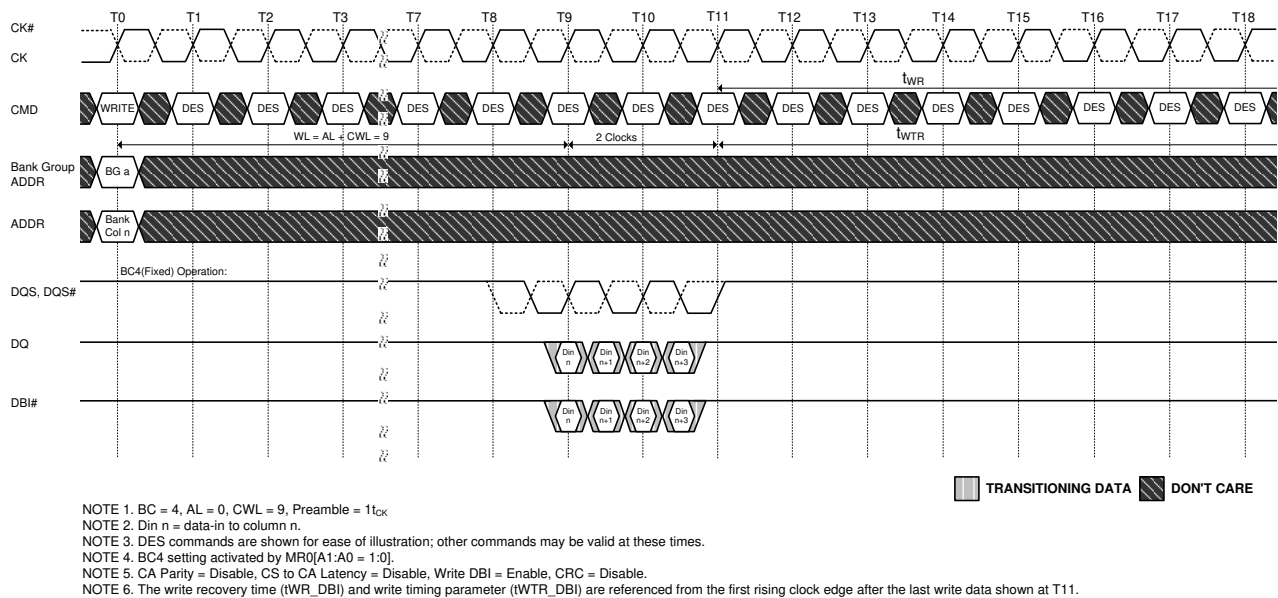 T0 T1 T2 T3 T7 T8 T9 T10 T11 T12 T13 T14 T15 T16 T17 T18
CK#
CK
tWR
CMD WRITE DES DES DES DES DES DES DES DES DES DES DES DES DES DES DES
WL = AL + CWL = 9 2 Clocks tWTR
Bank Group
ADDR
BG a
ADDR
Bank
Col n
BC4(Fixed) Operation:
DQS, DQS#
DQ
Din
n
Din
n+1
Din
n+2
Din
n+3
DBI#
Din
n
Din
n+1
Din
n+2
Din
n+3
TRANSITIONING DATA DON'T CARE
NOTE 1. BC = 4, AL = 0, CWL = 9, Preamble = 1tCK
NOTE 2. Din n = data-in to column n.
NOTE 3. DES commands are shown for ease of illustration; other commands may be valid at these times.
NOTE 4. BC4 setting activated by MR0[A1:A0 = 1:0].
NOTE 5. CA Parity = Disable, CS to CA Latency = Disable, Write DBI = Enable, CRC = Disable.
NOTE 6. The write recovery time (tWR_DBI) and write timing parameter (tWTR_DBI) are referenced from the first rising clock edge after the last write data shown at T11.